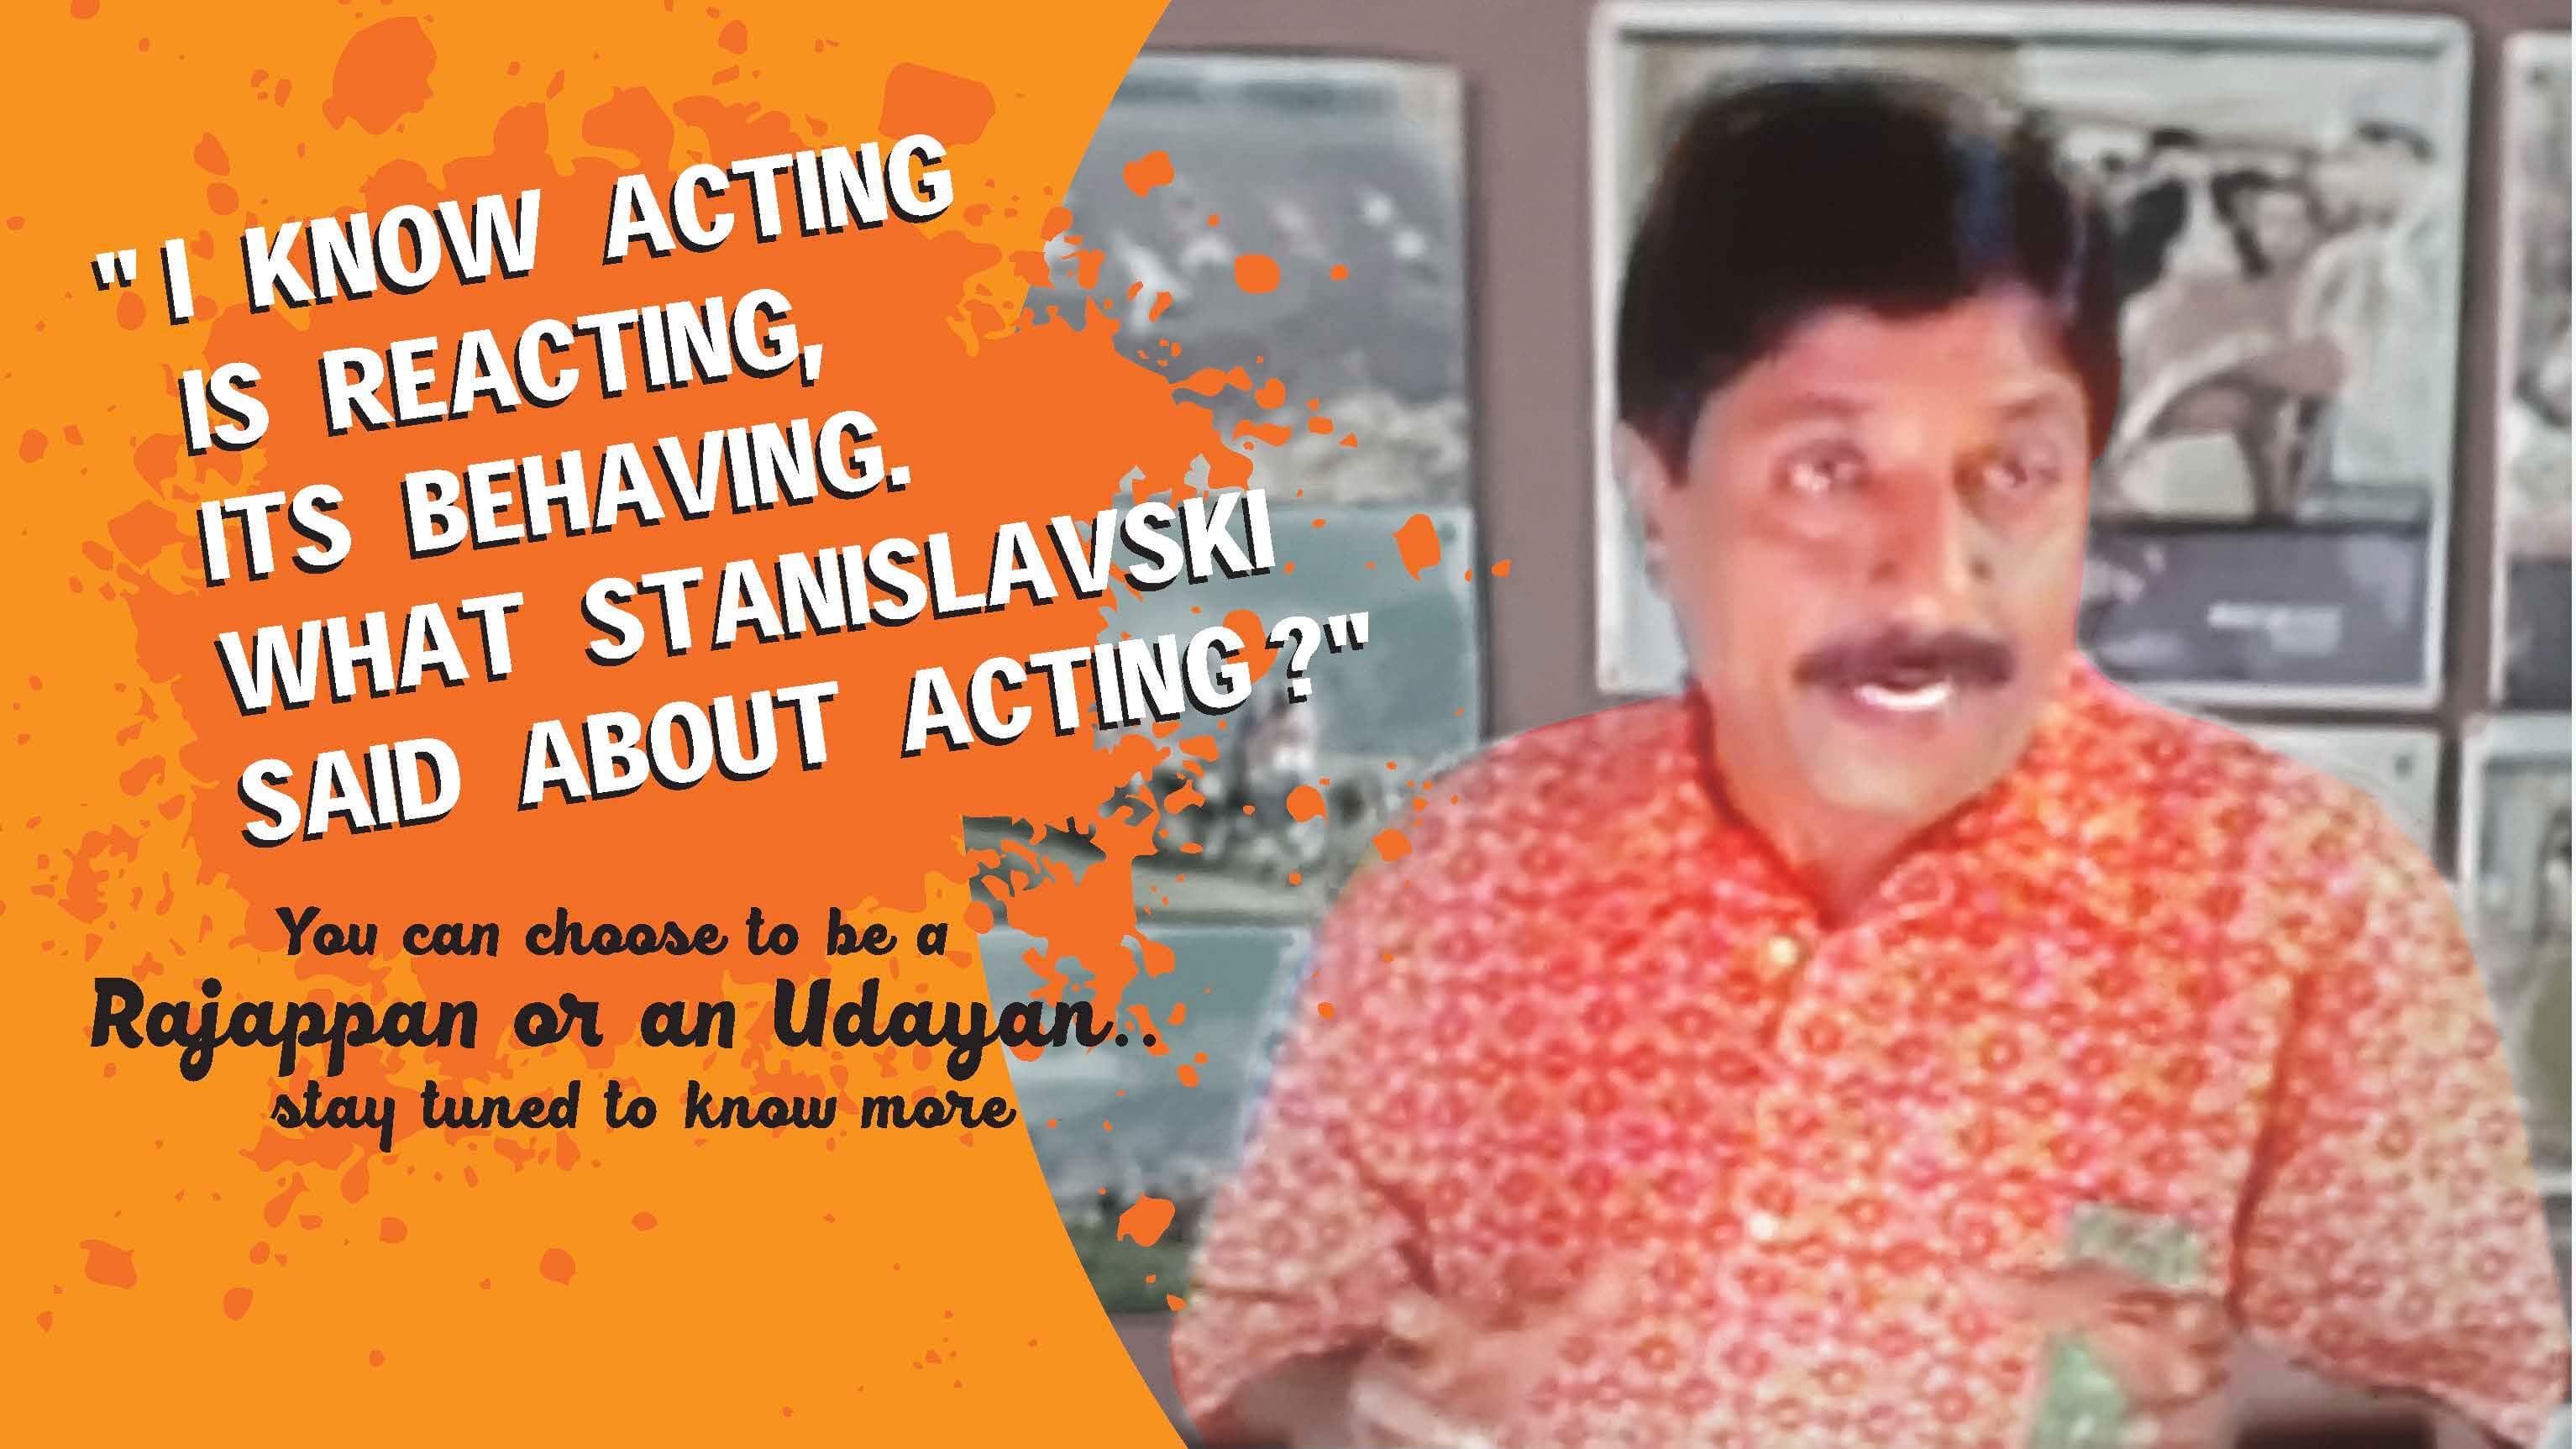 " I KNOW ACTING
IS REACTING,
ITS BEHAVING.
WHAT STANISLAVSKI
SAID ABOUT ACTING ?"
You can choose to be a
Rajappan or an Udayan..
stay tuned to know more